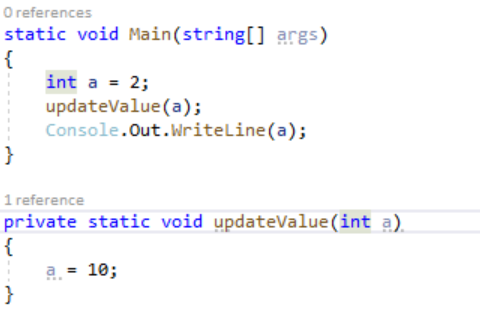 0 references
static void Main(string[] args)
{
    int a = 2;
    updateValue(a);
    Console.Out.WriteLine(a);
}
1 reference
private static void updateValue(int a)
{
    a = 10;
}